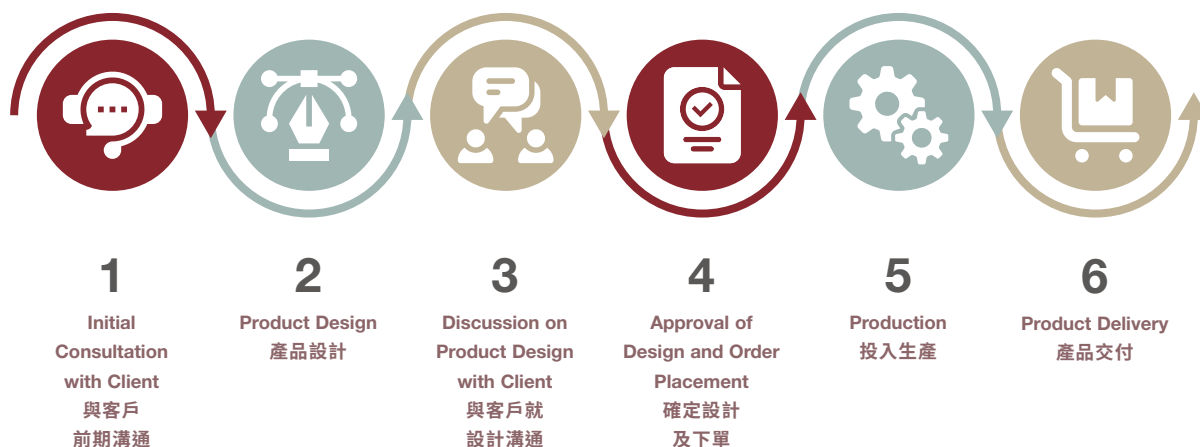 1
Initial
Consultation
with Client
與客戶
前期溝通
2
Product Design
產品設計
3
Discussion on
Product Design
with Client
與客戶就
設計溝通
4
Approval of
Design and Order
Placement
確定設計
及下單
5
Production
投入生產
6
Product Delivery
產品交付